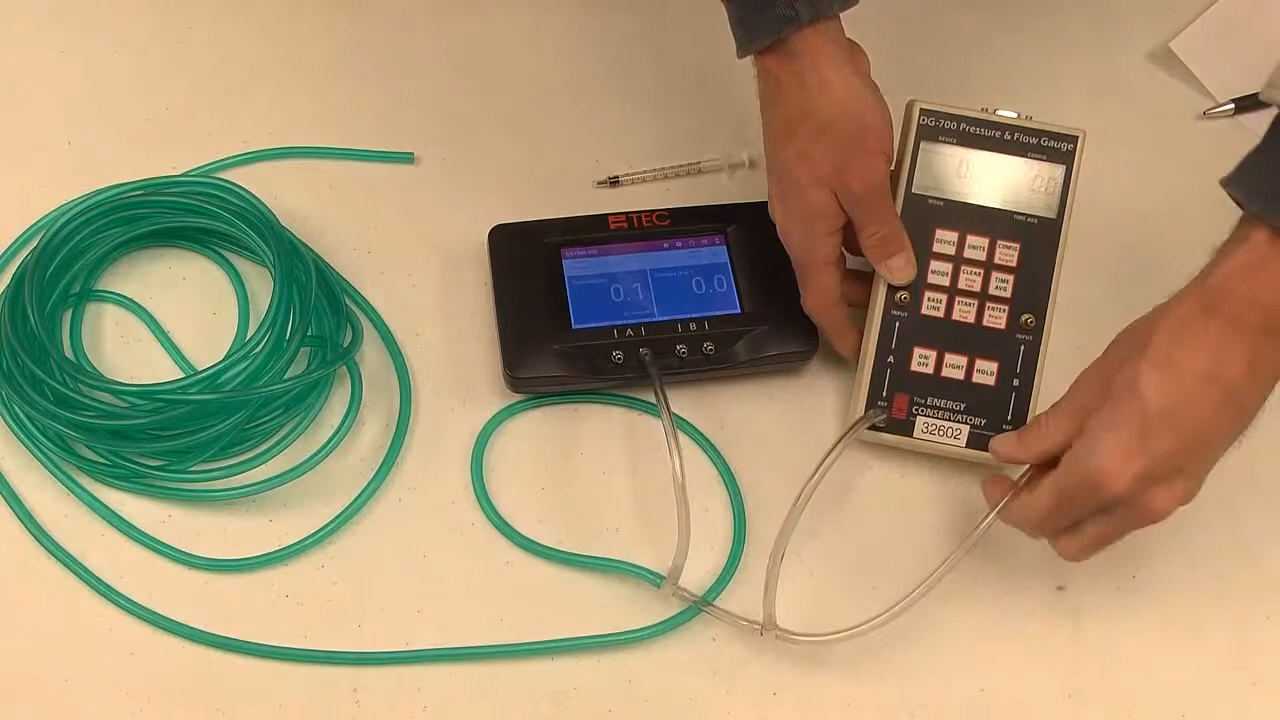 TEC
0.1
0.0
A
B
DG-700 Pressure & Flow Gauge
DEVICE
CONFIG
MODE
TIME AVG
DEVICE
UNITS
CONFIG
MODE
CLEAR
TIME
AVG
BASE
LINE
START
ENTER
INPUT
INPUT
ON/
OFF
LIGHT
HOLD
A
B
REF
REF
The ENERGY
CONSERVATORY
32602